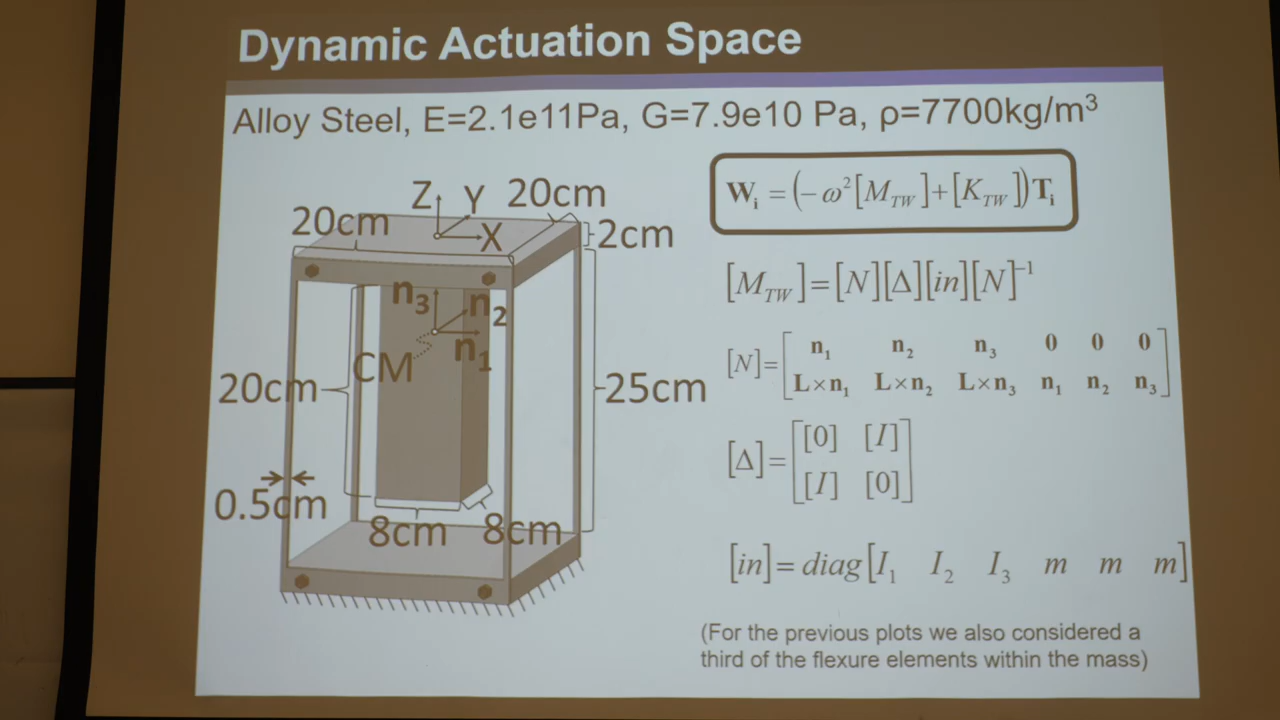 Dynamic Actuation Space
Alloy Steel, E=2.1e11Pa, G=7.9e10 Pa, ρ=7700kg/m³
Z Y 20cm
20cm X 2cm
n₃ n₂
n₁
CM
20cm 25cm
0.5cm
8cm 8cm
Wᵢ = (−ω²[M_TW]+[K_TW])Tᵢ
[M_TW]=[N][Δ][in][N]⁻¹
[N]=[n₁ n₂ n₃ 0 0 0
L×n₁ L×n₂ L×n₃ n₁ n₂ n₃]
[Δ]=[[0] [I]
[I] [0]]
[in]= diag[I₁ I₂ I₃ m m m]
(For the previous plots we also considered a
third of the flexure elements within the mass)